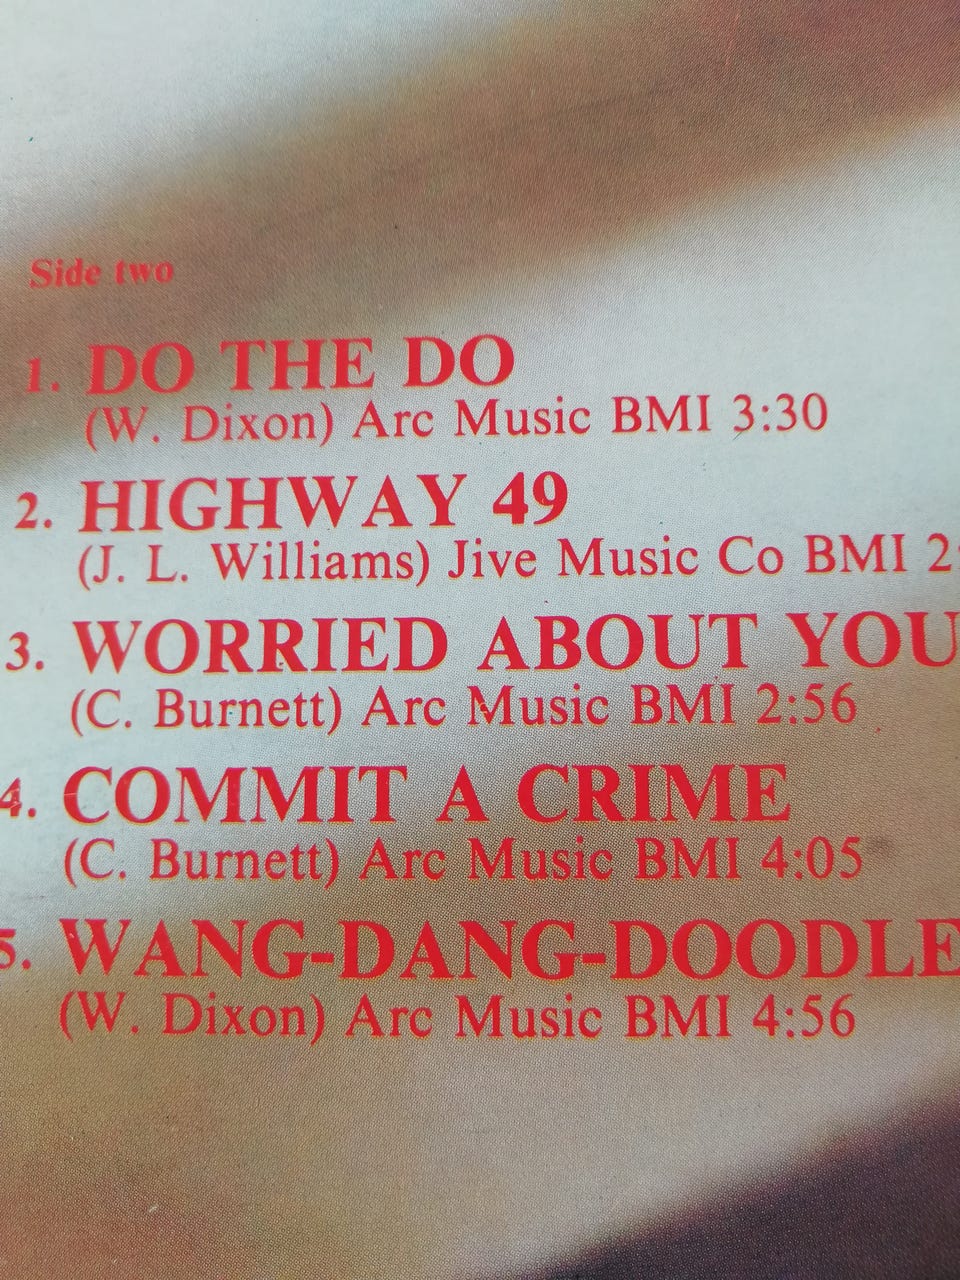 Side two
1. DO THE DO
(W. Dixon) Arc Music BMI 3:30
2. HIGHWAY 49
(J. L. Williams) Jive Music Co BMI 2:
3. WORRIED ABOUT YOU
(C. Burnett) Arc Music BMI 2:56
4. COMMIT A CRIME
(C. Burnett) Arc Music BMI 4:05
5. WANG-DANG-DOODLE
(W. Dixon) Arc Music BMI 4:56